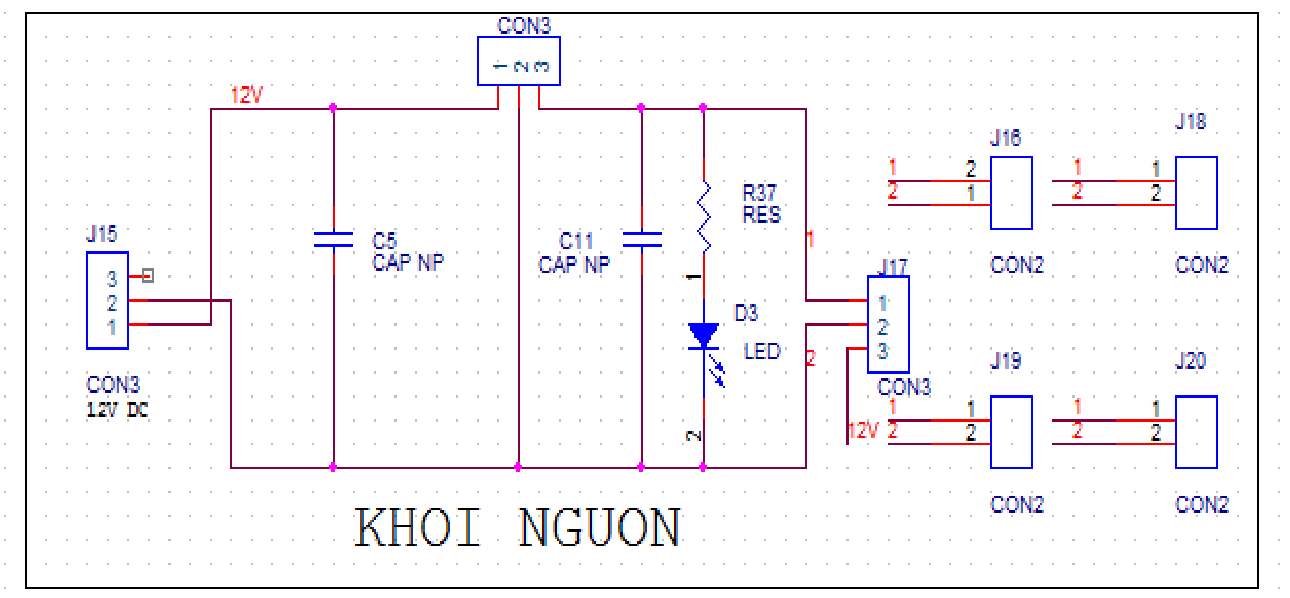 CON3
1 2 3
12V
J15
3
2
1
CON3
12V DC
C5
CAP NP
C11
CAP NP
R37
RES
1
D3
LED
2
1
2
J17
1
2
3
CON3
12V
J16
1 2
2 1
CON2
J18
1 1
2 2
CON2
J19
1 1
2 2
CON2
J20
1 1
2 2
CON2
KHOI NGUON